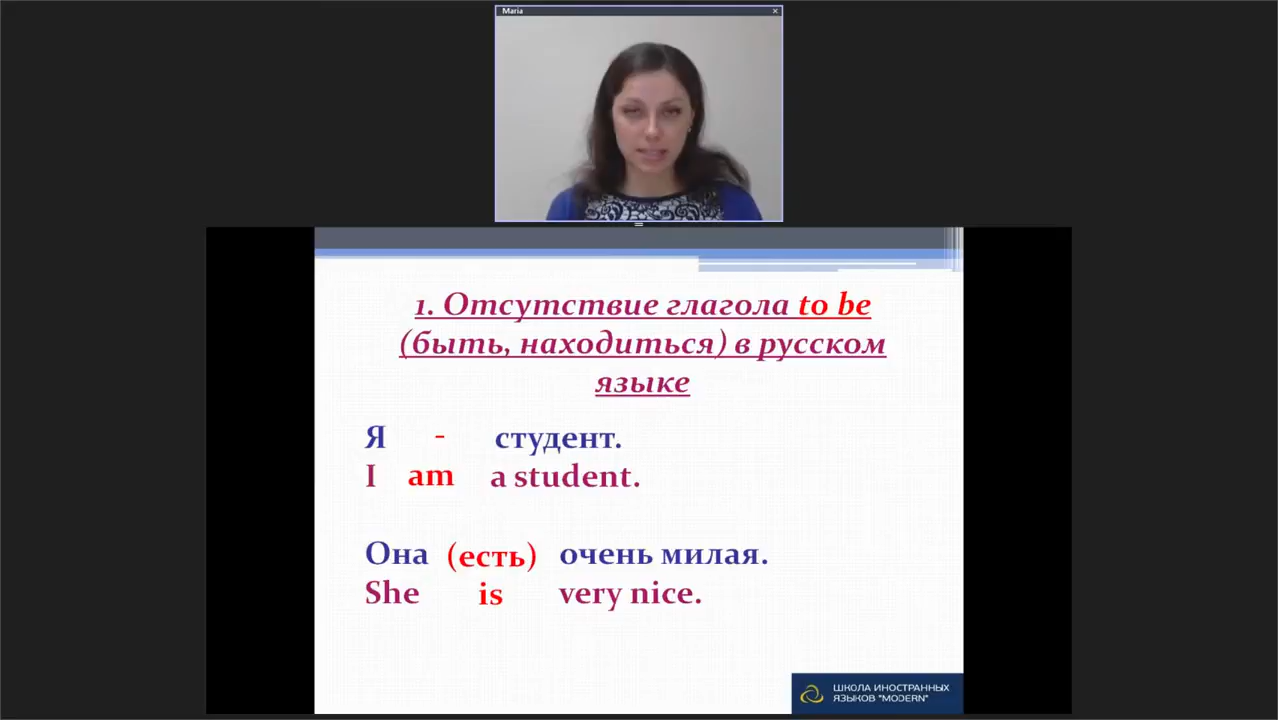 Maria
1. Отсутствие глагола to be
(быть, находиться) в русском
языке
Я - студент.
I am a student.
Она (есть) очень милая.
She is very nice.
ШКОЛА ИНОСТРАННЫХ
ЯЗЫКОВ "MODERN"